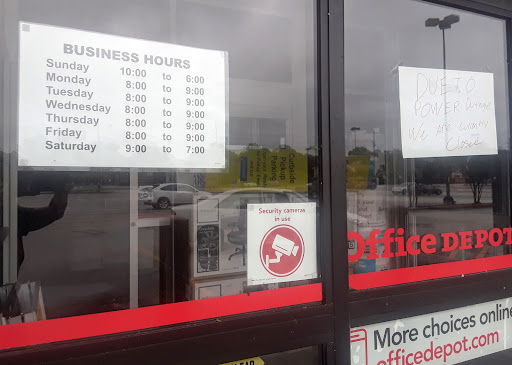 BUSINESS HOURS
Sunday 10:00 to 6:00
Monday 8:00 to 9:00
Tuesday 8:00 to 9:00
Wednesday 8:00 to 9:00
Thursday 8:00 to 9:00
Friday 8:00 to 9:00
Saturday 9:00 to 7:00
DUE TO
POWER
We are
Closed
Curbside
Pickup
Parking
Security cameras
in use
Office DEPOT
More choices online
officedepot.com